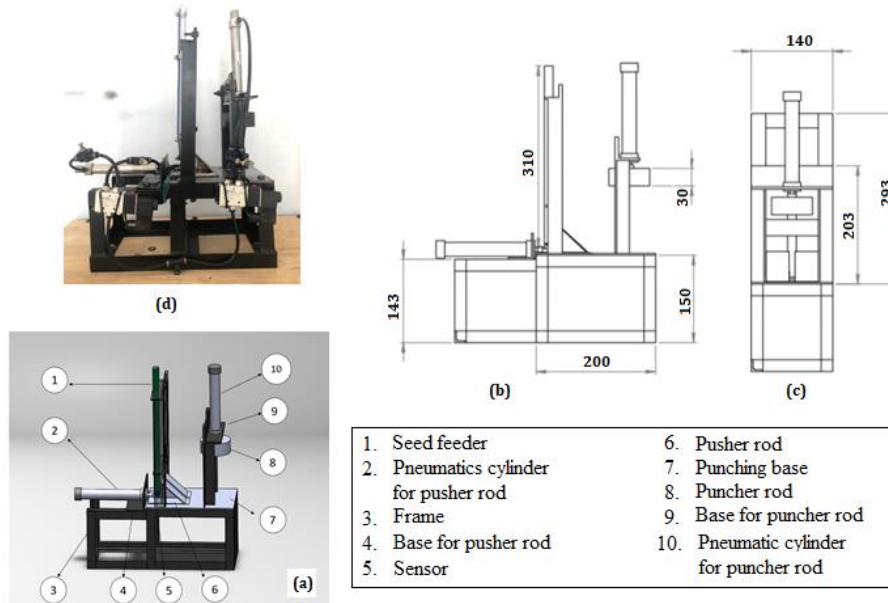 140
310
30
293
203
143
150
200
(d)
(b)
(c)
1
2
10
9
8
7
3
4
5
6
(a)
1. Seed feeder
2. Pneumatics cylinder
for pusher rod
3. Frame
4. Base for pusher rod
5. Sensor
6. Pusher rod
7. Punching base
8. Puncher rod
9. Base for puncher rod
10. Pneumatic cylinder
for puncher rod